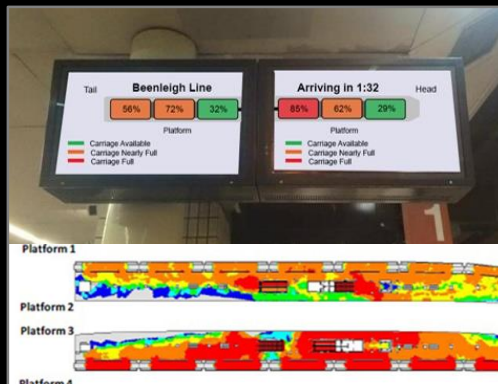 Tail
Beenleigh Line
56% 72% 32%
Platform
Carriage Available
Carriage Nearly Full
Carriage Full
Arriving in 1:32
Head
85% 62% 29%
Platform
Carriage Available
Carriage Nearly Full
Carriage Full
1
Platform 1
Platform 2
Platform 3
Platform 4